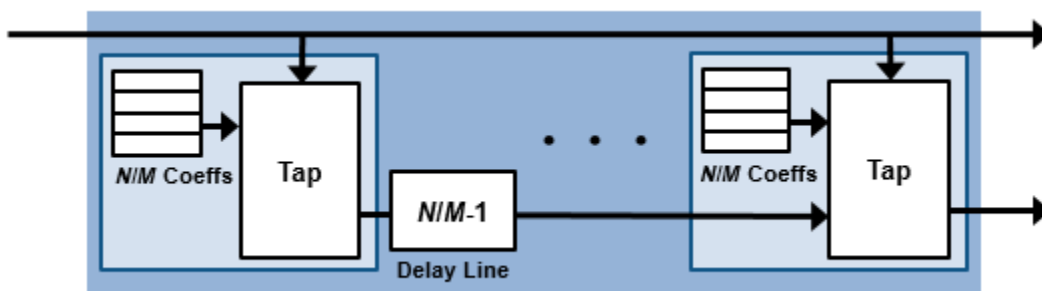 N/M Coeffs
Tap
N/M-1
Delay Line
N/M Coeffs
Tap